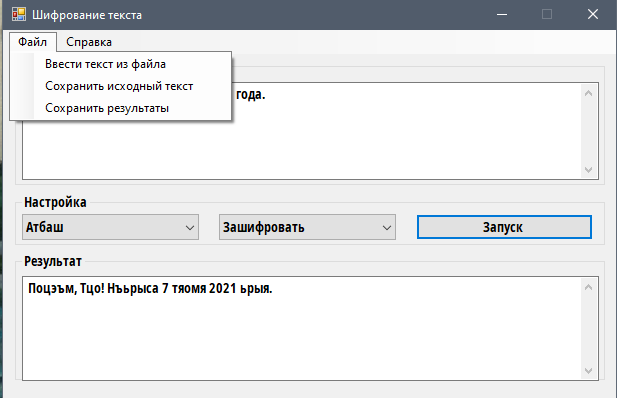 Шифрование текста
Файл Справка
Ввести текст из файла
Сохранить исходный текст
Сохранить результаты
года.
Настройка
Атбаш Зашифровать Запуск
Результат
Поцэъм, Тцо! Нъьрыса 7 тяомя 2021 ьрыя.